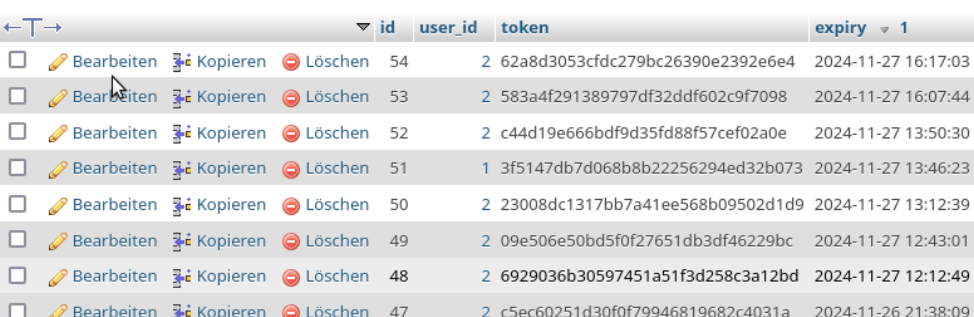 ←T→ id user_id token expiry 1
Bearbeiten Kopieren Löschen 54 2 62a8d3053cfdc279bc26390e2392e6e4 2024-11-27 16:17:03
Bearbeiten Kopieren Löschen 53 2 583a4f291389797df32ddf602c9f7098 2024-11-27 16:07:44
Bearbeiten Kopieren Löschen 52 2 c44d19e666bdf9d35fd88f57cef02a0e 2024-11-27 13:50:30
Bearbeiten Kopieren Löschen 51 1 3f5147db7d068b8b22256294ed32b073 2024-11-27 13:46:23
Bearbeiten Kopieren Löschen 50 2 23008dc1317bb7a41ee568b09502d1d9 2024-11-27 13:12:39
Bearbeiten Kopieren Löschen 49 2 09e506e50bd5f0f27651db3df46229bc 2024-11-27 12:43:01
Bearbeiten Kopieren Löschen 48 2 6929036b30597451a51f3d258c3a12bd 2024-11-27 12:12:49
Bearbeiten Kopieren Löschen 47 2 c5ec60251d30f0f79946819682c4031a 2024-11-26 21:38:09